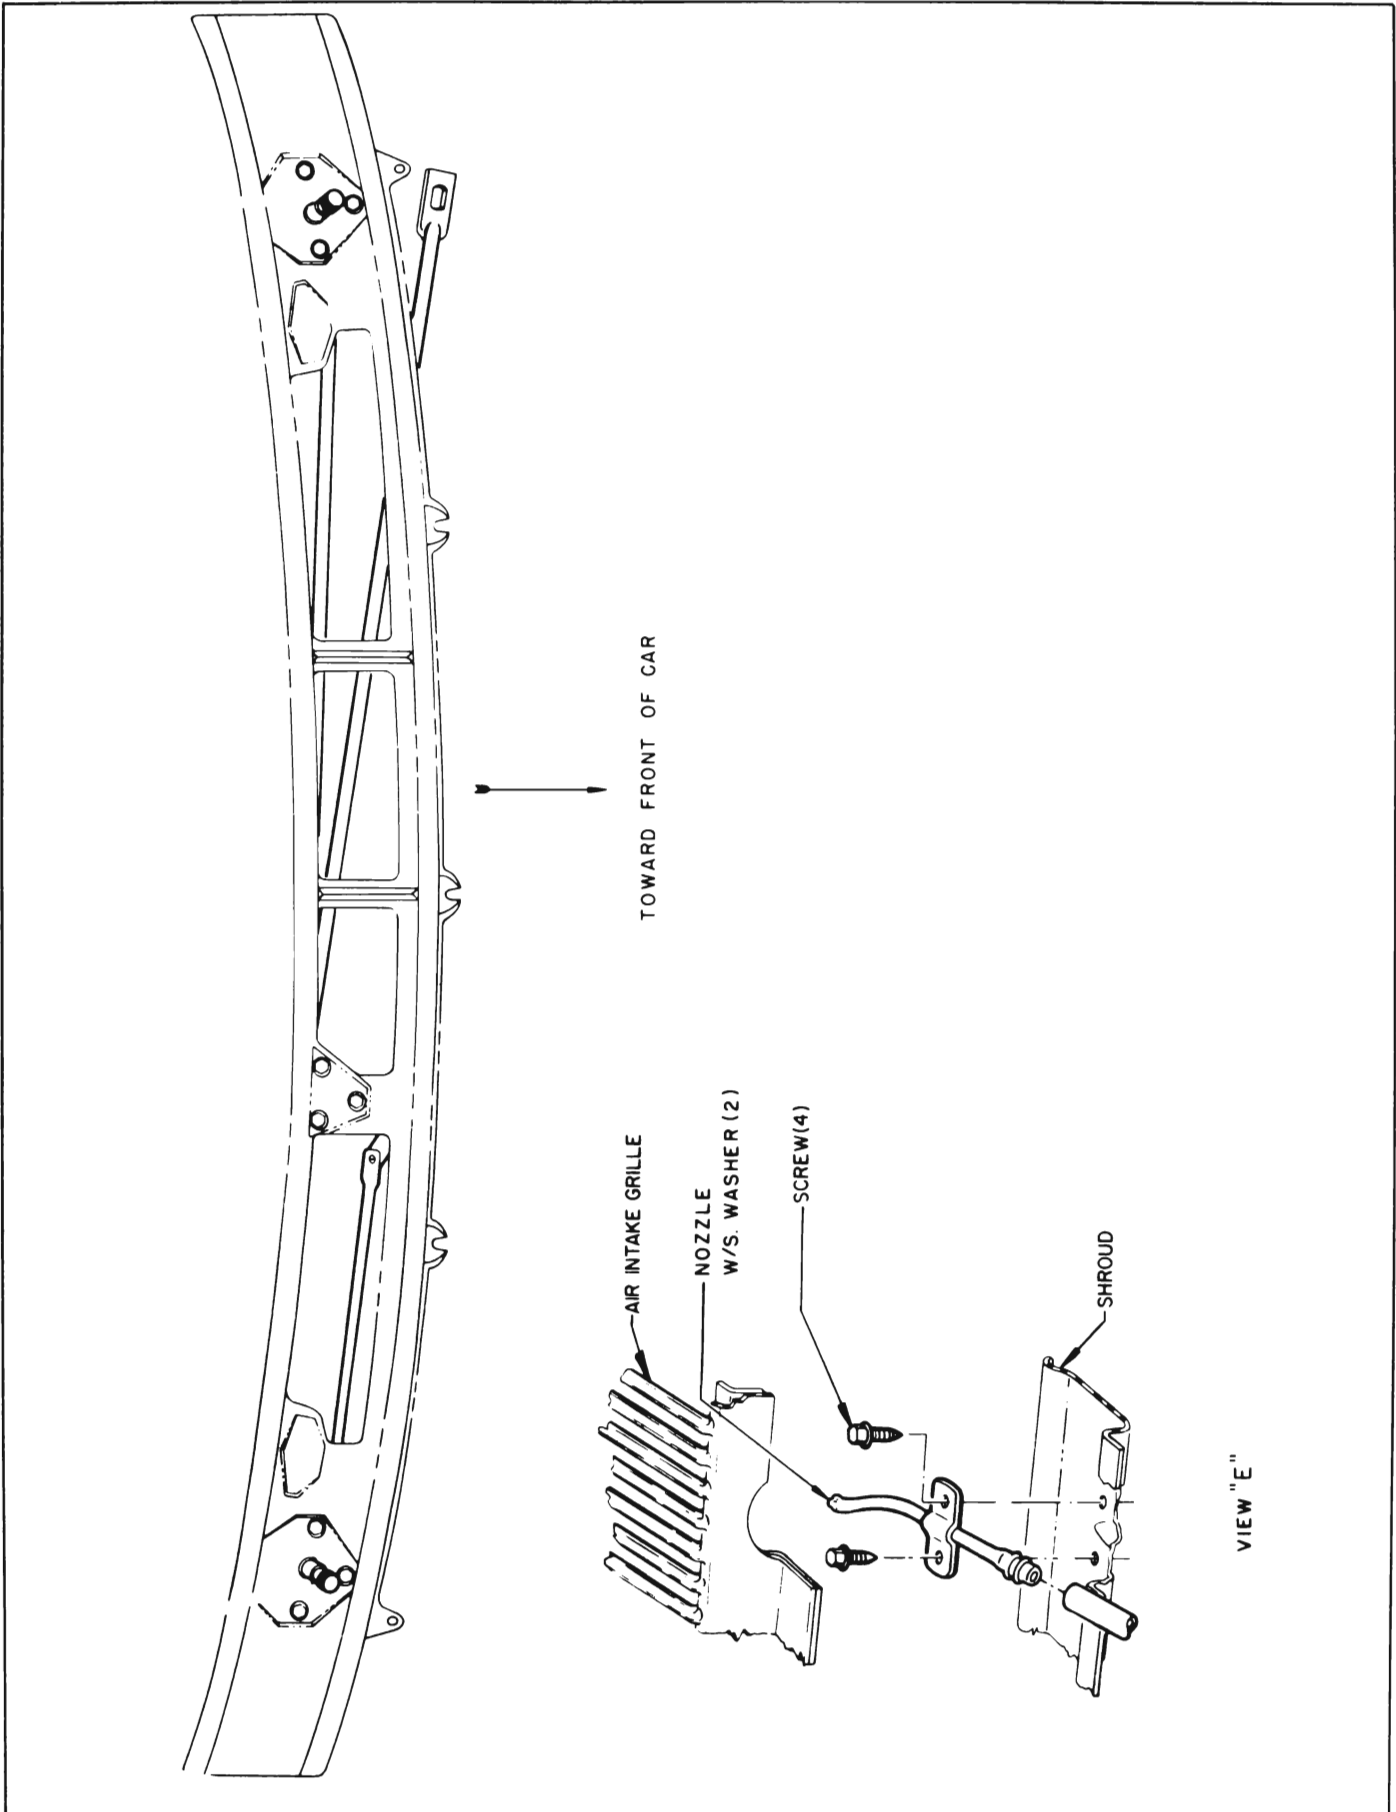 TOWARD FRONT OF CAR
AIR INTAKE GRILLE
NOZZLE
W/S. WASHER (2)
SCREW(4)
SHROUD
VIEW "E"